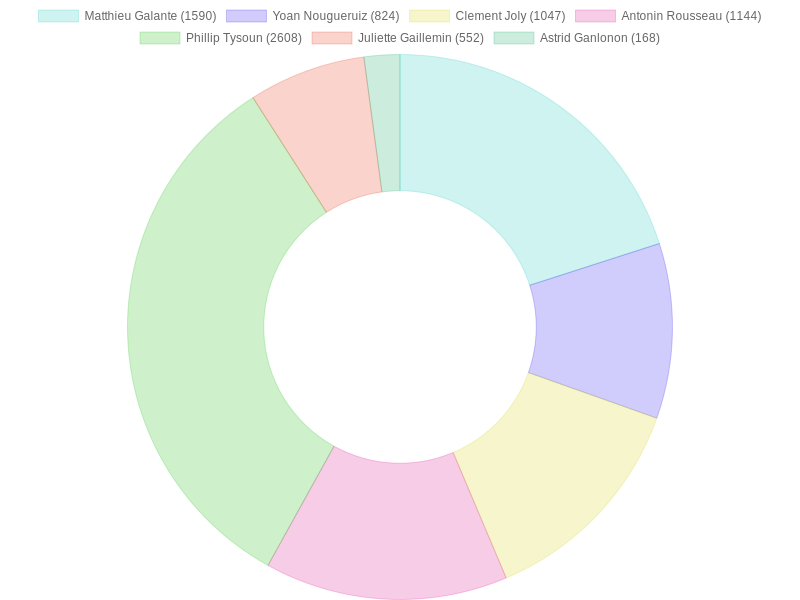 Matthieu Galante (1590) Yoan Nougueruiz (824) Clement Joly (1047) Antonin Rousseau (1144)
Phillip Tysoun (2608) Juliette Gaillemin (552) Astrid Ganlonon (168)